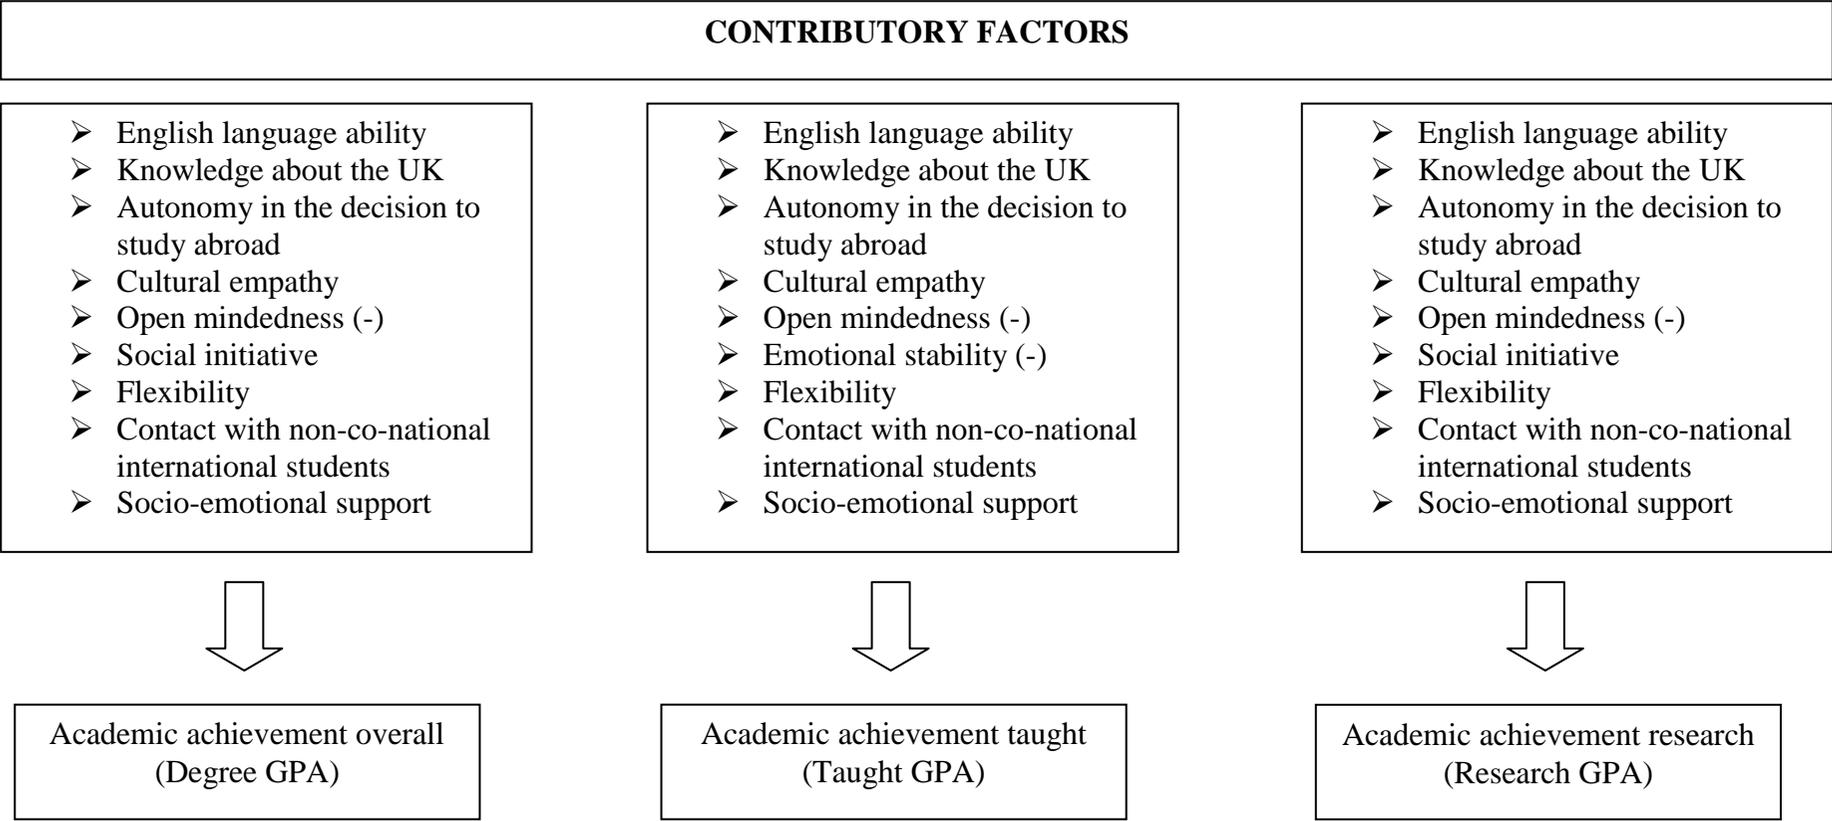 CONTRIBUTORY FACTORS
➢ English language ability
➢ Knowledge about the UK
➢ Autonomy in the decision to
study abroad
➢ Cultural empathy
➢ Open mindedness (-)
➢ Social initiative
➢ Flexibility
➢ Contact with non-co-national
international students
➢ Socio-emotional support
➢ English language ability
➢ Knowledge about the UK
➢ Autonomy in the decision to
study abroad
➢ Cultural empathy
➢ Open mindedness (-)
➢ Emotional stability (-)
➢ Flexibility
➢ Contact with non-co-national
international students
➢ Socio-emotional support
➢ English language ability
➢ Knowledge about the UK
➢ Autonomy in the decision to
study abroad
➢ Cultural empathy
➢ Open mindedness (-)
➢ Social initiative
➢ Flexibility
➢ Contact with non-co-national
international students
➢ Socio-emotional support
Academic achievement overall
(Degree GPA)
Academic achievement taught
(Taught GPA)
Academic achievement research
(Research GPA)